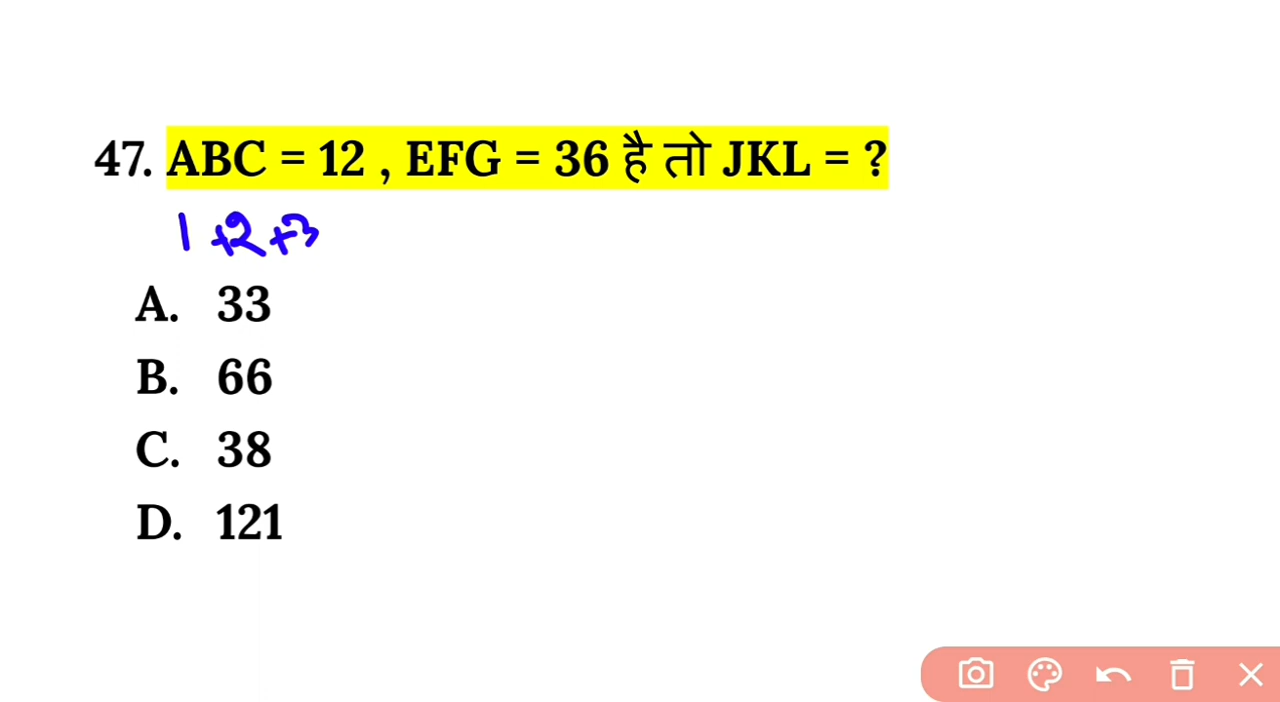 47. ABC = 12 , EFG = 36 है तो JKL = ?
1 +2 +3
A. 33
B. 66
C. 38
D. 121